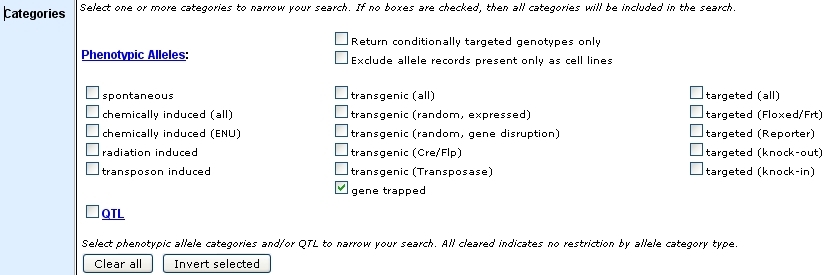 Categories
Select one or more categories to narrow your search. If no boxes are checked, then all categories will be included in the search.
Phenotypic Alleles:
Return conditionally targeted genotypes only
Exclude allele records present only as cell lines
spontaneous
chemically induced (all)
chemically induced (ENU)
radiation induced
transposon induced
transgenic (all)
transgenic (random, expressed)
transgenic (random, gene disruption)
transgenic (Cre/Flp)
transgenic (Transposase)
gene trapped
targeted (all)
targeted (Floxed/Frt)
targeted (Reporter)
targeted (knock-out)
targeted (knock-in)
QTL
Select phenotypic allele categories and/or QTL to narrow your search. All cleared indicates no restriction by allele category type.
Clear all
Invert selected